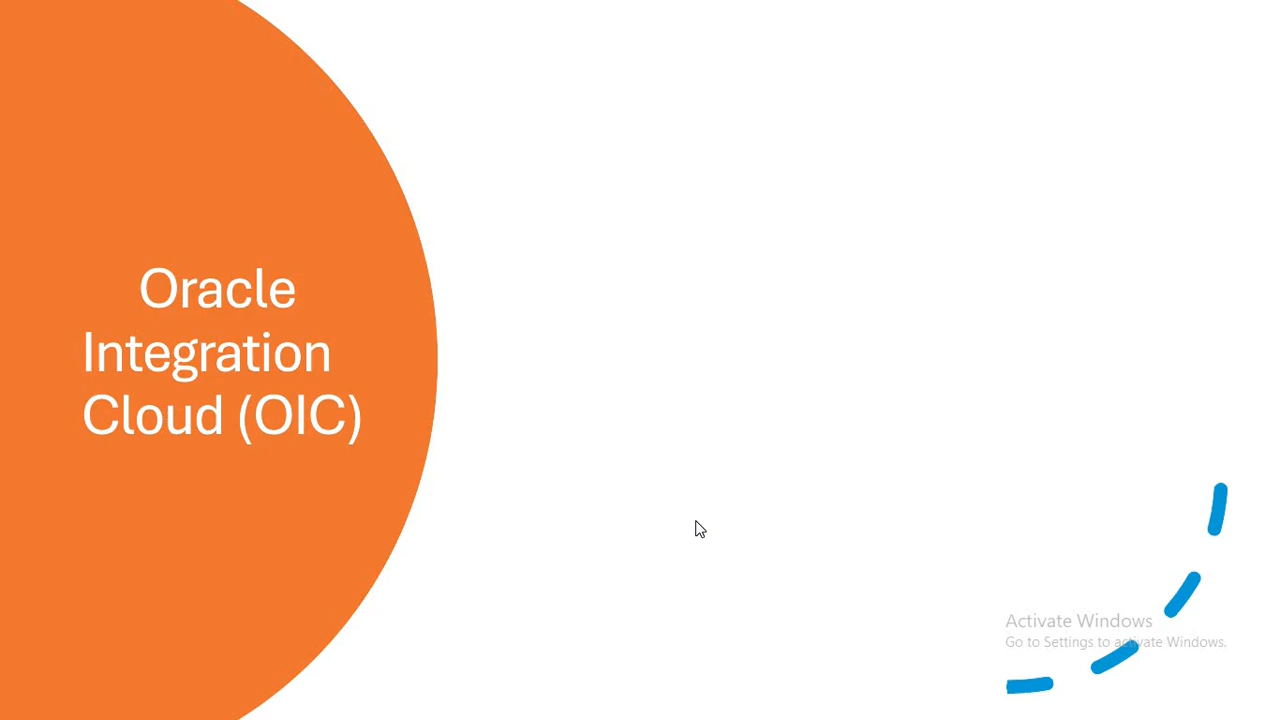 Oracle
Integration
Cloud (OIC)
Activate Windows
Go to Settings to activate Windows.